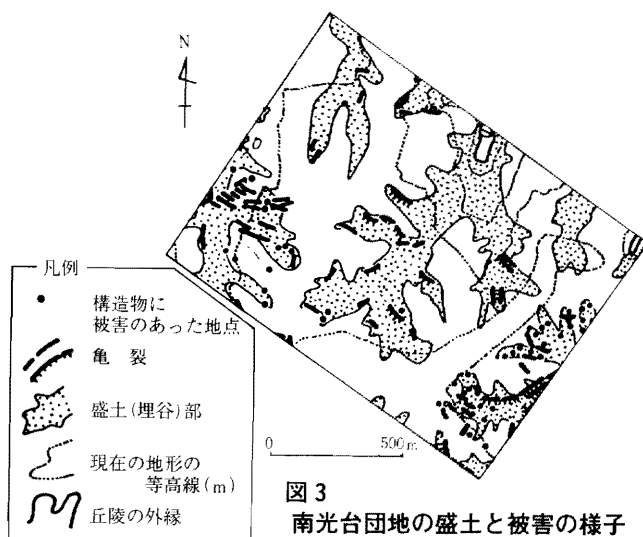 N
凡例
構造物に
被害のあった地点
亀裂
盛土(埋谷)部
現在の地形の
等高線(m)
丘陵の外縁
0 500m
図3
南光台団地の盛土と被害の様子